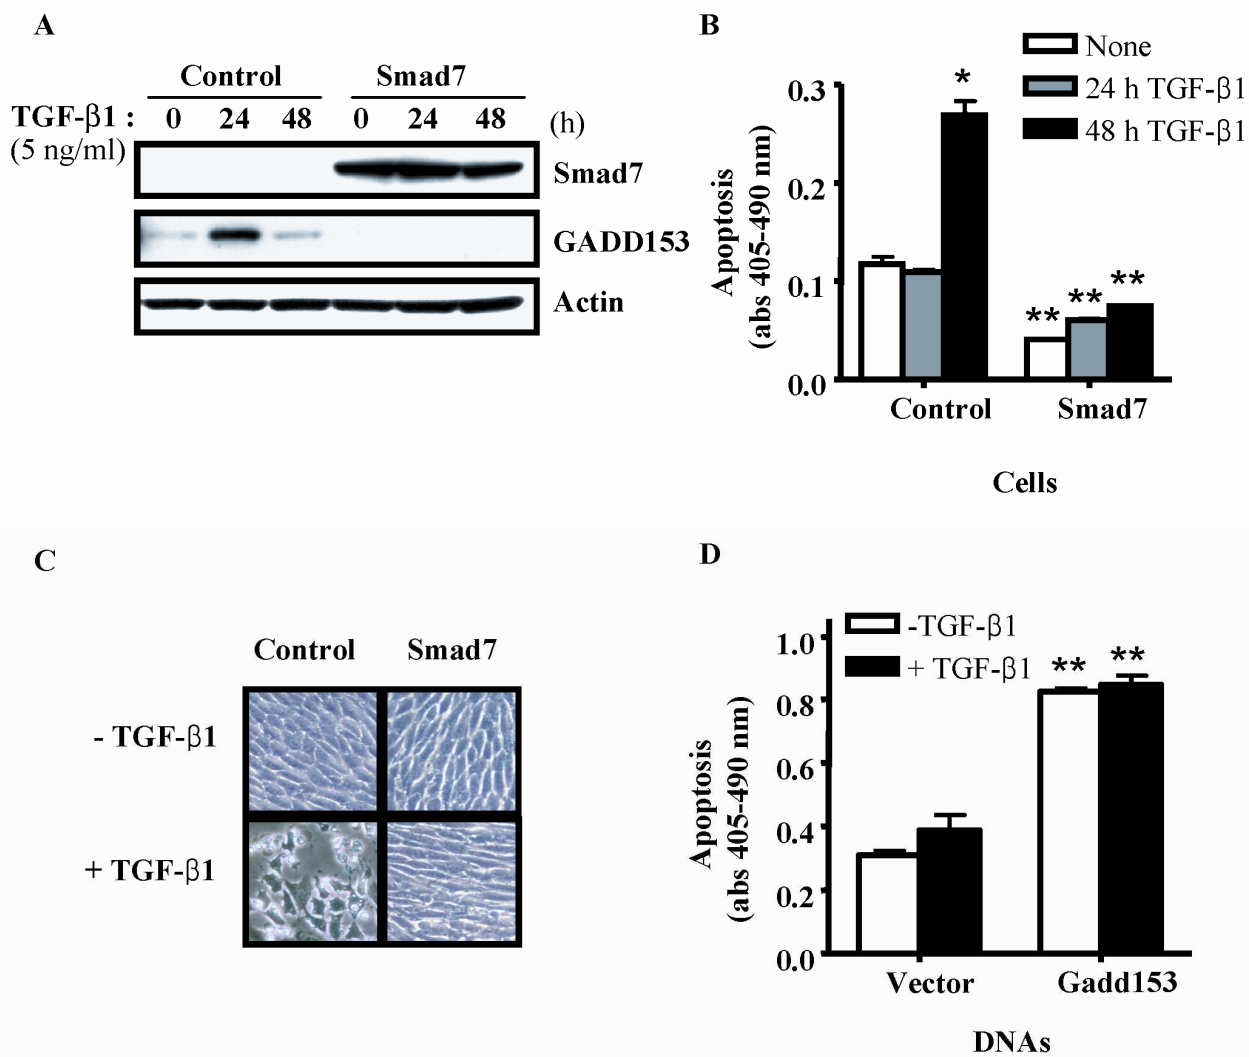 A
Control Smad7
TGF-β1 : 0 24 48 0 24 48 (h)
(5 ng/ml)
Smad7
GADD153
Actin
B
None
24 h TGF-β1
48 h TGF-β1
Apoptosis
(abs 405-490 nm)
0.3
0.2
0.1
0.0
*
** ** **
Control Smad7
Cells
C
Control Smad7
- TGF-β1
+ TGF-β1
D
-TGF-β1
+ TGF-β1
Apoptosis
(abs 405-490 nm)
1.0
0.8
0.6
0.4
0.2
0.0
** **
Vector Gadd153
DNAs